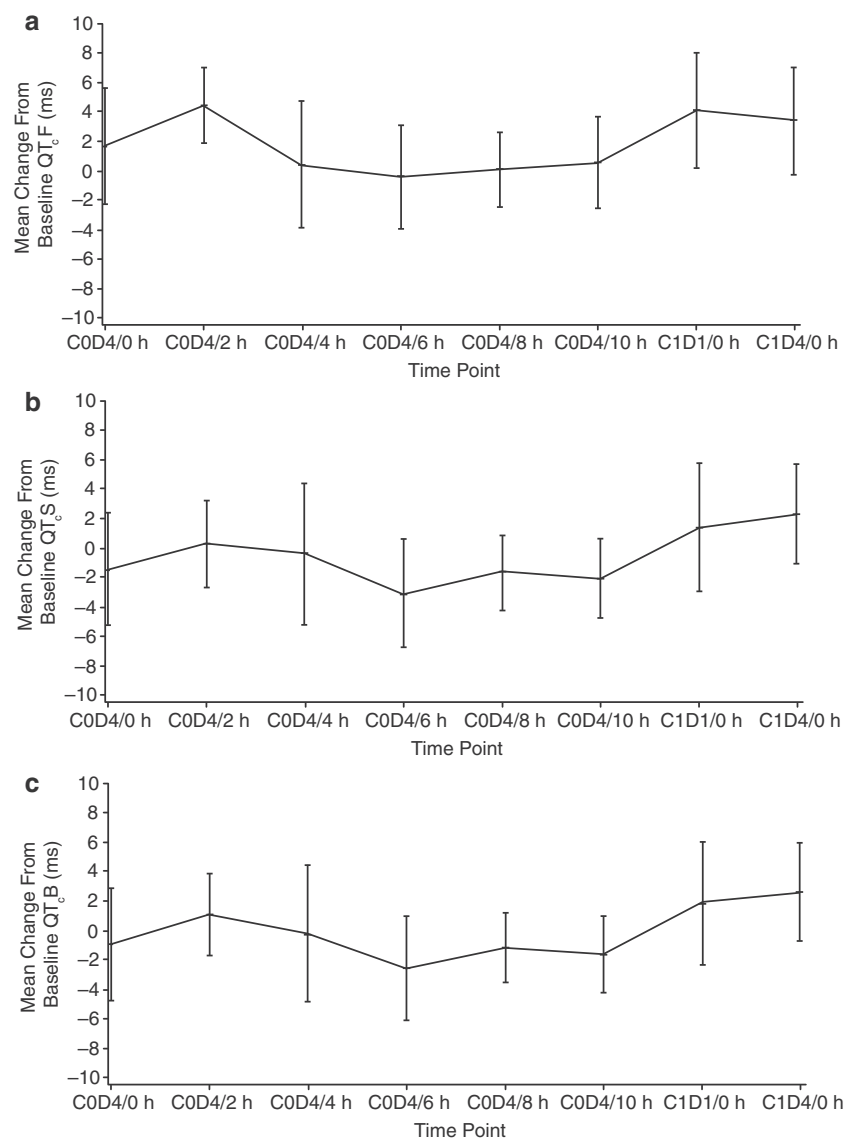 a
Mean Change From
Baseline QTcF (ms)
10
8
6
4
2
0
−2
−4
−6
−8
−10
C0D4/0 h C0D4/2 h C0D4/4 h C0D4/6 h C0D4/8 h C0D4/10 h C1D1/0 h C1D4/0 h
Time Point
b
Mean Change From
Baseline QTcS (ms)
10
8
6
4
2
0
−2
−4
−6
−8
−10
C0D4/0 h C0D4/2 h C0D4/4 h C0D4/6 h C0D4/8 h C0D4/10 h C1D1/0 h C1D4/0 h
Time Point
c
Mean Change From
Baseline QTcB (ms)
10
8
6
4
2
0
−2
−4
−6
−8
−10
C0D4/0 h C0D4/2 h C0D4/4 h C0D4/6 h C0D4/8 h C0D4/10 h C1D1/0 h C1D4/0 h
Time Point